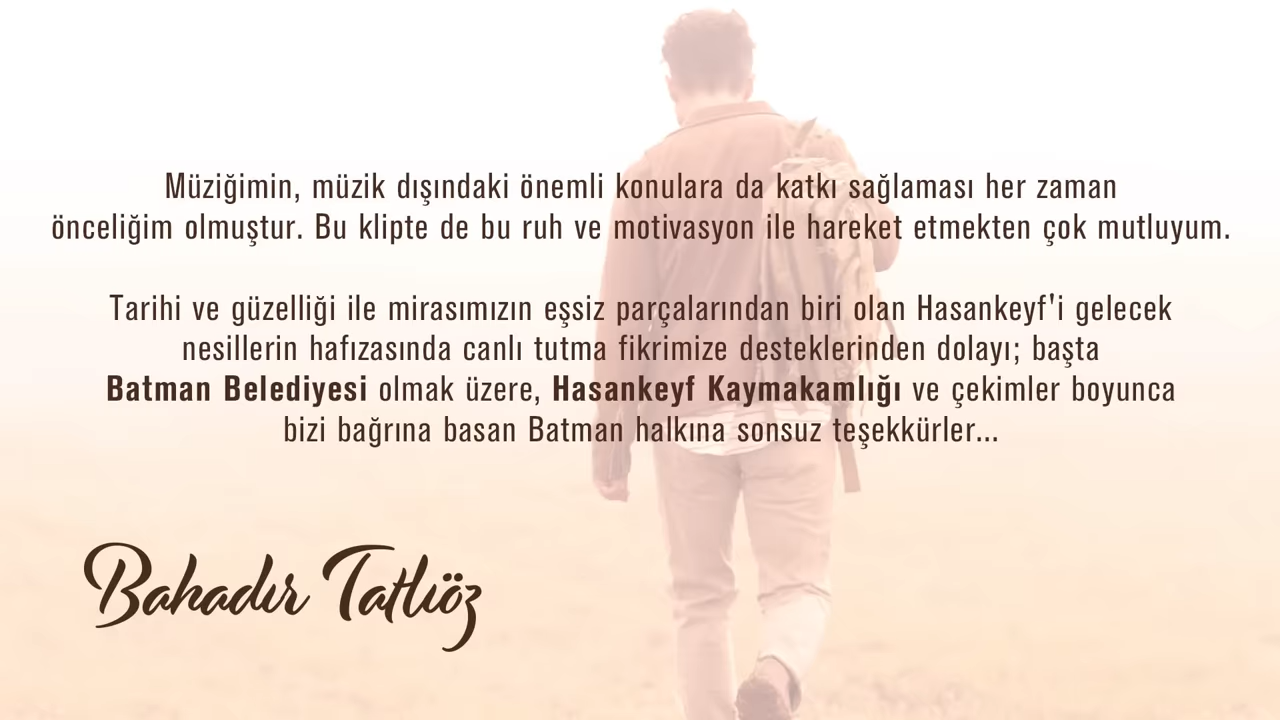 Müziğimin, müzik dışındaki önemli konulara da katkı sağlaması her zaman
önceliğim olmuştur. Bu klipte de bu ruh ve motivasyon ile hareket etmekten çok mutluyum.
Tarihi ve güzelliği ile mirasımızın eşsiz parçalarından biri olan Hasankeyf'i gelecek
nesillerin hafızasında canlı tutma fikrimize desteklerinden dolayı; başta
Batman Belediyesi olmak üzere, Hasankeyf Kaymakamlığı ve çekimler boyunca
bizi bağrına basan Batman halkına sonsuz teşekkürler...
Bahadır Tatlıöz